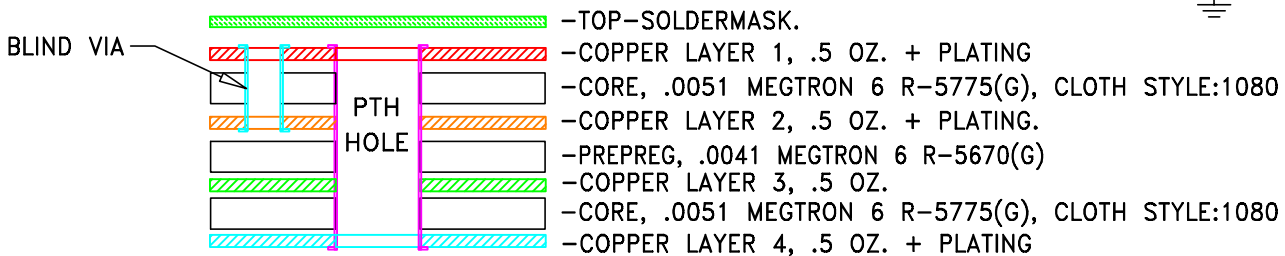 -TOP-SOLDERMASK.
BLIND VIA
-COPPER LAYER 1, .5 OZ. + PLATING
-CORE, .0051 MEGTRON 6 R-5775(G), CLOTH STYLE:1080
PTH
HOLE
-COPPER LAYER 2, .5 OZ. + PLATING.
-PREPREG, .0041 MEGTRON 6 R-5670(G)
-COPPER LAYER 3, .5 OZ.
-CORE, .0051 MEGTRON 6 R-5775(G), CLOTH STYLE:1080
-COPPER LAYER 4, .5 OZ. + PLATING